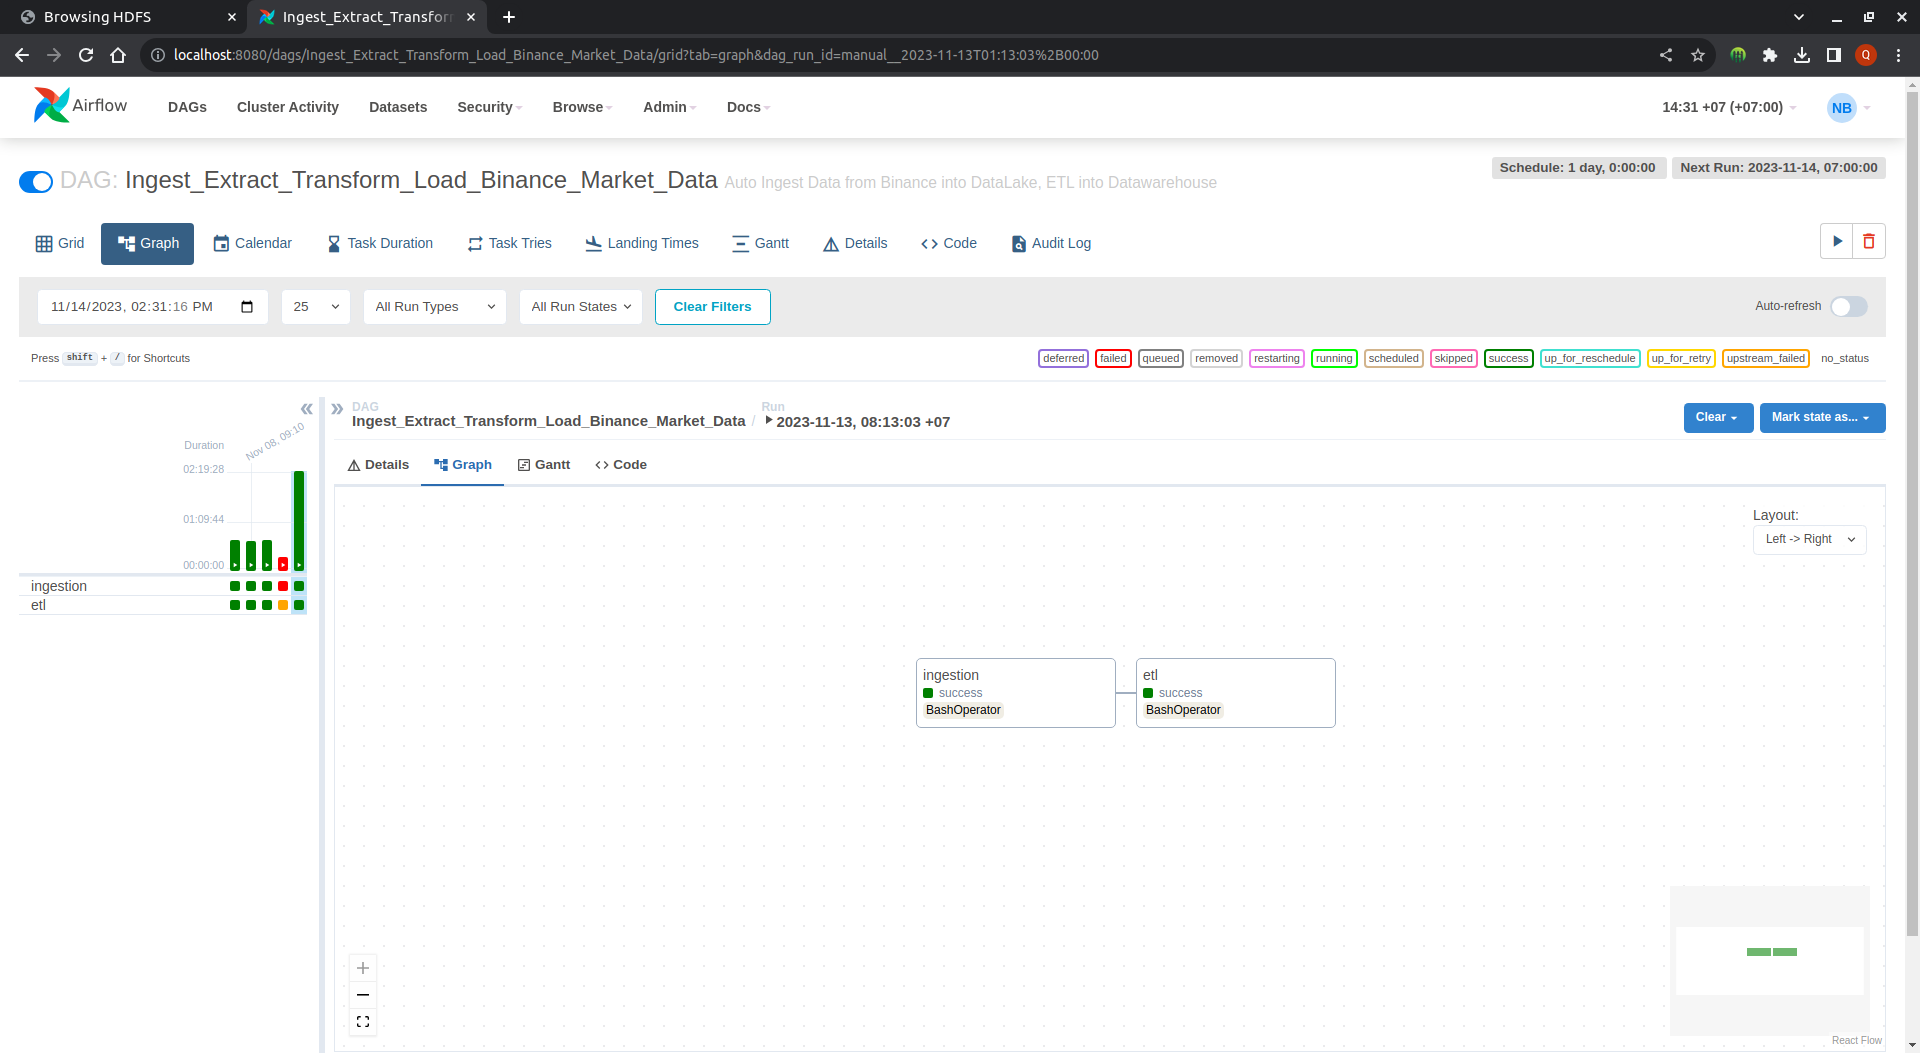 Browsing HDFS
Ingest_Extract_Transfor
localhost:8080/dags/Ingest_Extract_Transform_Load_Binance_Market_Data/grid?tab=graph&dag_run_id=manual__2023-11-13T01:13:03%2B00:00
Q
Airflow
DAGs
Cluster Activity
Datasets
Security
Browse
Admin
Docs
14:31 +07 (+07:00)
NB
DAG: Ingest_Extract_Transform_Load_Binance_Market_Data Auto Ingest Data from Binance into DataLake, ETL into Datawarehouse
Schedule: 1 day, 0:00:00
Next Run: 2023-11-14, 07:00:00
Grid
Graph
Calendar
Task Duration
Task Tries
Landing Times
Gantt
Details
Code
Audit Log
11/14/2023, 02:31:16 PM
25
All Run Types
All Run States
Clear Filters
Auto-refresh
Press shift + / for Shortcuts
deferred
failed
queued
removed
restarting
running
scheduled
skipped
success
up_for_reschedule
up_for_retry
upstream_failed
no_status
DAG
Ingest_Extract_Transform_Load_Binance_Market_Data /
Run
2023-11-13, 08:13:03 +07
Clear
Mark state as...
Duration
Nov 08, 09:10
02:19:28
01:09:44
00:00:00
ingestion
etl
Details
Graph
Gantt
Code
Layout:
Left -> Right
ingestion
success
BashOperator
etl
success
BashOperator
React Flow